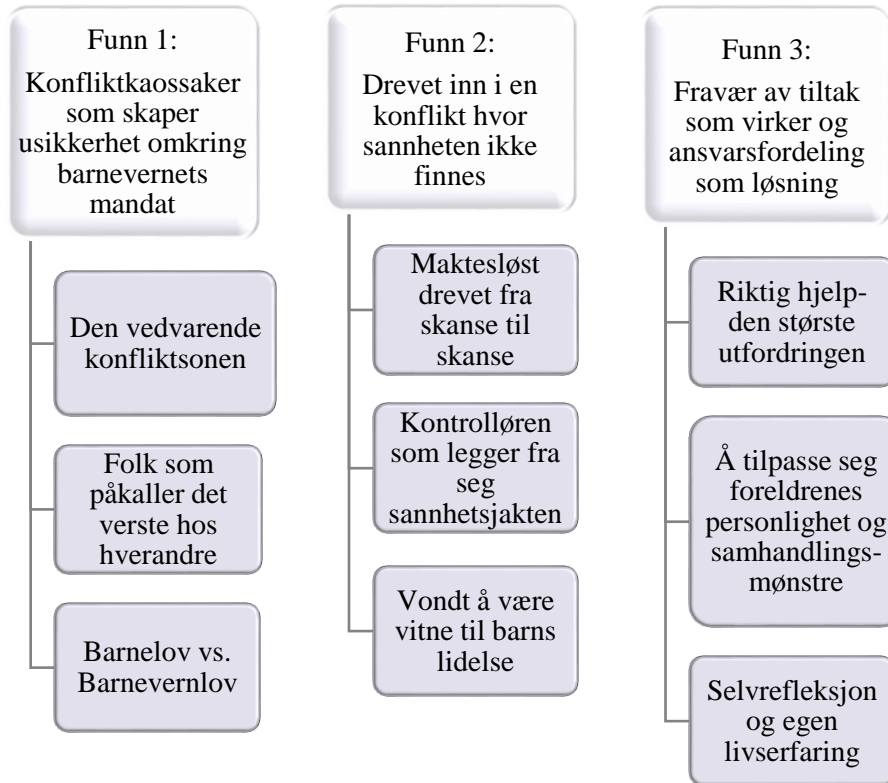 Funn 1:
Konfliktkaossaker
som skaper
usikkerhet omkring
barnevernets
mandat
Den vedvarende
konfliktsonen
Folk som
påkaller det
verste hos
hverandre
Barnelov vs.
Barnevernlov
Funn 2:
Drevet inn i en
konflikt hvor
sannheten ikke
finnes
Maktesløst
drevet fra
skanse til
skanse
Kontrolløren
som legger fra
seg
sannhetsjakten
Vondt å være
vitne til barns
lidelse
Funn 3:
Fravær av tiltak
som virker og
ansvarsfordeling
som løsning
Riktig hjelp-
den største
utfordringen
Å tilpasse seg
foreldrenes
personlighet og
samhandlings-
mønstre
Selvrefleksjon
og egen
livserfaring